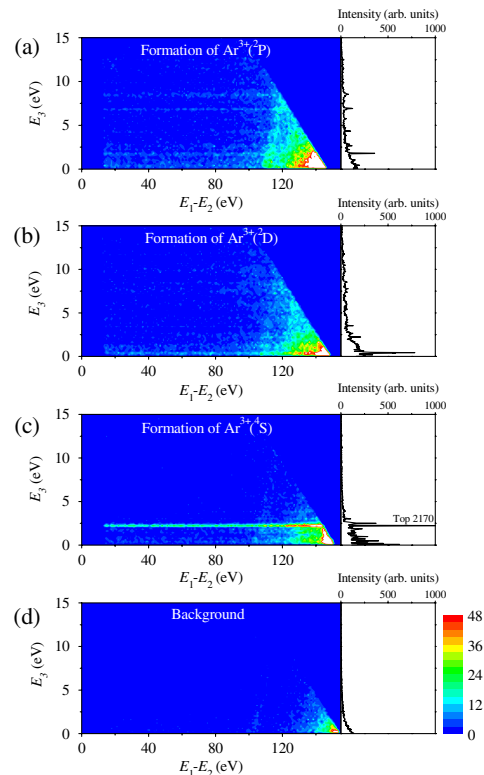 Intensity (arb. units)
0 500 1000
(a)
Formation of Ar3+(2P)
15
10
5
0
E3 (eV)
0 40 80 120
E1-E2 (eV)
Intensity (arb. units)
0 500 1000
(b)
Formation of Ar3+(2D)
15
10
5
0
E3 (eV)
0 40 80 120
E1-E2 (eV)
Intensity (arb. units)
0 500 1000
(c)
Formation of Ar3+(4S)
15
10
5
0
E3 (eV)
Top 2170
0 40 80 120
E1-E2 (eV)
Intensity (arb. units)
0 500 1000
(d)
Background
15
10
5
0
E3 (eV)
0 40 80 120
E1-E2 (eV)
48
36
24
12
0